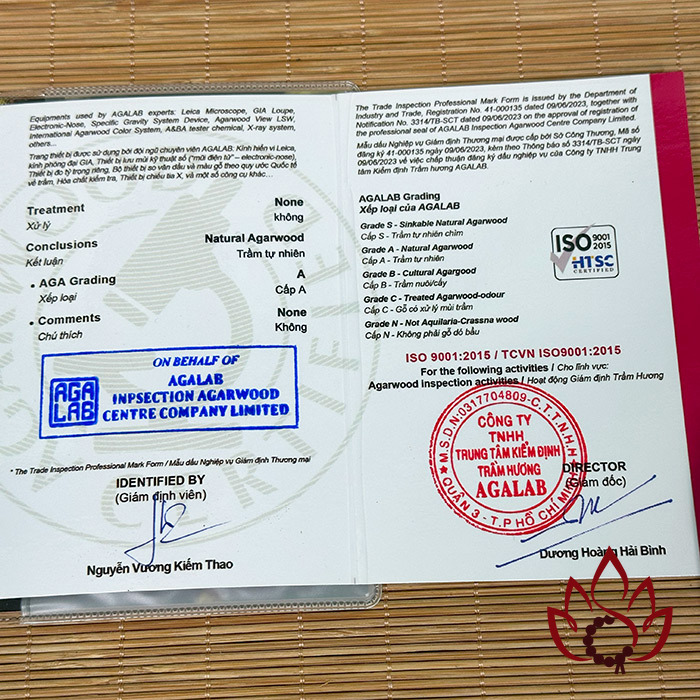 Equipments used by AGALAB experts: Leica Microscope, GIA Loupe,
Electronic-Nose, Specific Gravity System Device, Agarwood View LSW,
International Agarwood Color System, A&BA tester chemical, X-ray system,
others...
Trang thiết bị được sử dụng bởi đội ngũ chuyên viên AGALAB: Kính hiển vi Leica,
kính phóng đại GIA, Thiết bị lưu mùi kỹ thuật số ("mũi điện tử" – electronic-nose),
Thiết bị đo tỷ trọng riêng, Bộ thiết bị so vân dầu và màu gỗ theo quy ước Quốc tế
về trầm, Hóa chất kiểm tra, Thiết bị chiếu tia X, và một số công cụ khác...
Treatment None
Xử lý không
Conclusions Natural Agarwood
Kết luận Trầm tự nhiên
• AGA Grading A
Xếp loại Cấp A
• Comments None
Chú thích Không
AGA
LAB
ON BEHALF OF
AGALAB
INPSECTION AGARWOOD
CENTRE COMPANY LIMITED
* The Trade Inspection Professional Mark Form / Mẫu dấu Nghiệp vụ Giám định Thương mại
IDENTIFIED BY
(Giám định viên)
Nguyễn Vương Kiếm Thao
The Trade Inspection Professional Mark Form is issued by the Department of
Industry and Trade, Registration No. 41-000135 dated 09/06/2023, together with
Notification No. 3314/TB-SCT dated 09/06/2023 on the approval of registration of
the professional seal of AGALAB Inspection Agarwood Centre Company Limited.
Mẫu dấu Nghiệp vụ Giám định Thương mại được cấp bởi Sở Công Thương, Mã số
đăng ký 41-000135 ngày 09/06/2023, kèm theo Thông báo số 3314/TB-SCT ngày
09/06/2023 về việc chấp thuận đăng ký dấu nghiệp vụ của Công ty TNHH Trung
tâm Kiểm định Trầm hương AGALAB.
AGALAB Grading
Xếp loại của AGALAB
Grade S - Sinkable Natural Agarwood
Cấp S - Trầm tự nhiên chìm
Grade A - Natural Agarwood
Cấp A - Trầm tự nhiên
Grade B - Cultural Agargood
Cấp B - Trầm nuôi/cấy
Grade C - Treated Agarwood-odour
Cấp C - Gỗ có xử lý mùi trầm
Grade N - Not Aquilaria-Crassna wood
Cấp N - Không phải gỗ dó bầu
ISO 9001
2015
HTSC
CERTIFIED
ISO 9001:2015 / TCVN ISO9001:2015
For the following activities / Cho lĩnh vực:
Agarwood Inspection activities / Hoạt động Giám định Trầm Hương
M.S.D.N:0317704809-C.T.T.N.H.H
CÔNG TY
TNHH
TRUNG TÂM KIỂM ĐỊNH
TRẦM HƯƠNG
AGALAB
QUẬN 3 - T.P HỒ CHÍ MINH
DIRECTOR
(Giám đốc)
Dương Hoàng Hải Bình